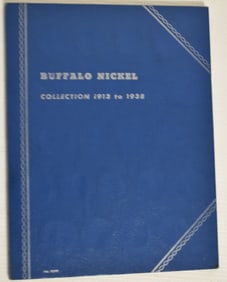 BUFFALO NICKEL
COLLECTION 1913 to 1938